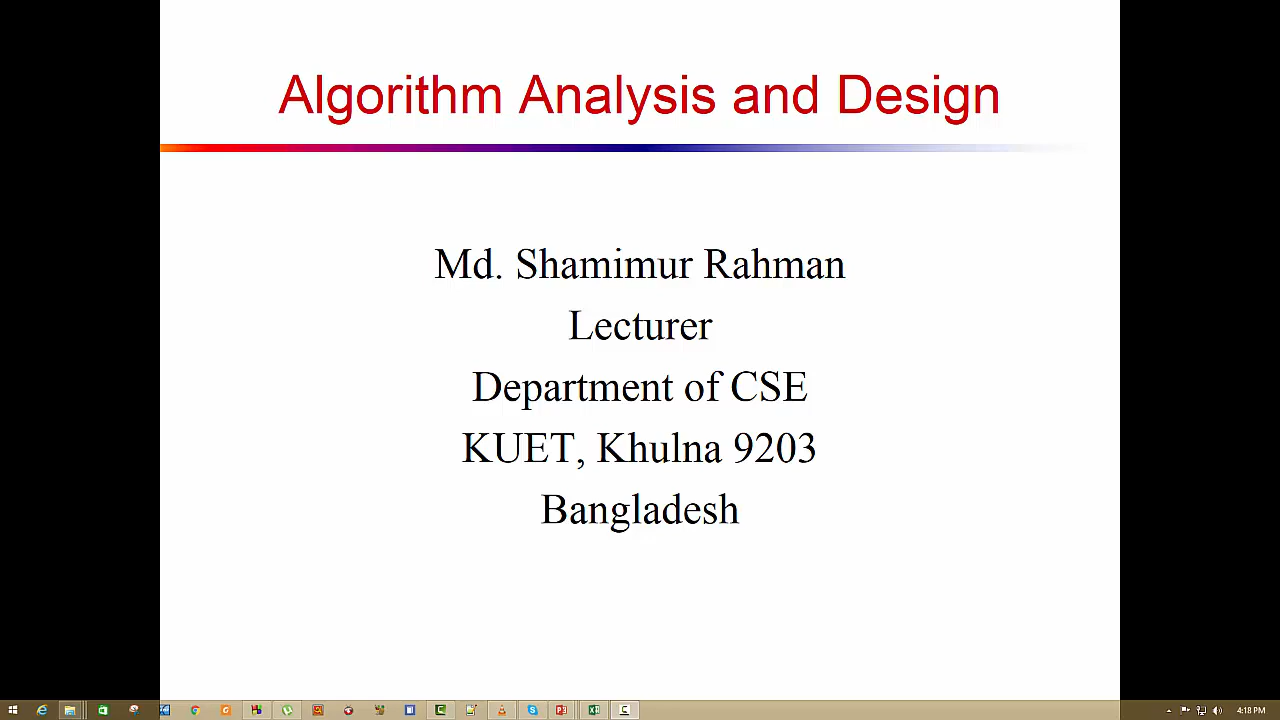 Algorithm Analysis and Design
Md. Shamimur Rahman
Lecturer
Department of CSE
KUET, Khulna 9203
Bangladesh
4:18 PM